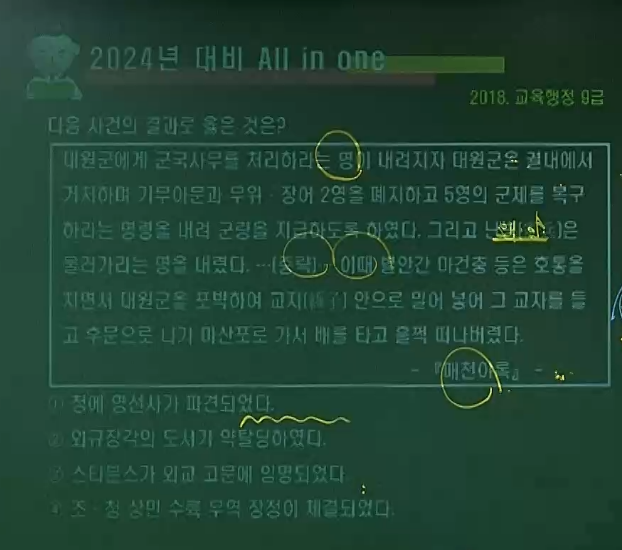 2024년 대비 All in one
2018. 교육행정 9급
다음 사건의 결과로 옳은 것은?
대원군에게 군국사무를 처리하라는 명이 내려지자 대원군은 궐내에서
거처하며 기무아문과 무위·장어 2영을 폐지하고 5영의 군제를 복구
하라는 명령을 내려 군량을 지급하도록 하였다. 그리고 은
물러가라는 명을 내렸다. …(중략)… 이때 별안간 마건충 등은 호통을
치면서 대원군을 포박하여 교자 안으로 밀어 넣어 그 교자를 들
고 후문으로 나가 마산포로 가서 배를 타고 훌쩍 떠나버렸다.
- 『매천야록』 -
① 청에 영선사가 파견되었다.
② 외규장각의 도서가 약탈당하였다.
③ 스티븐스가 외교 고문에 임명되었다.
④ 조·청 상민 수륙 무역 장정이 체결되었다.